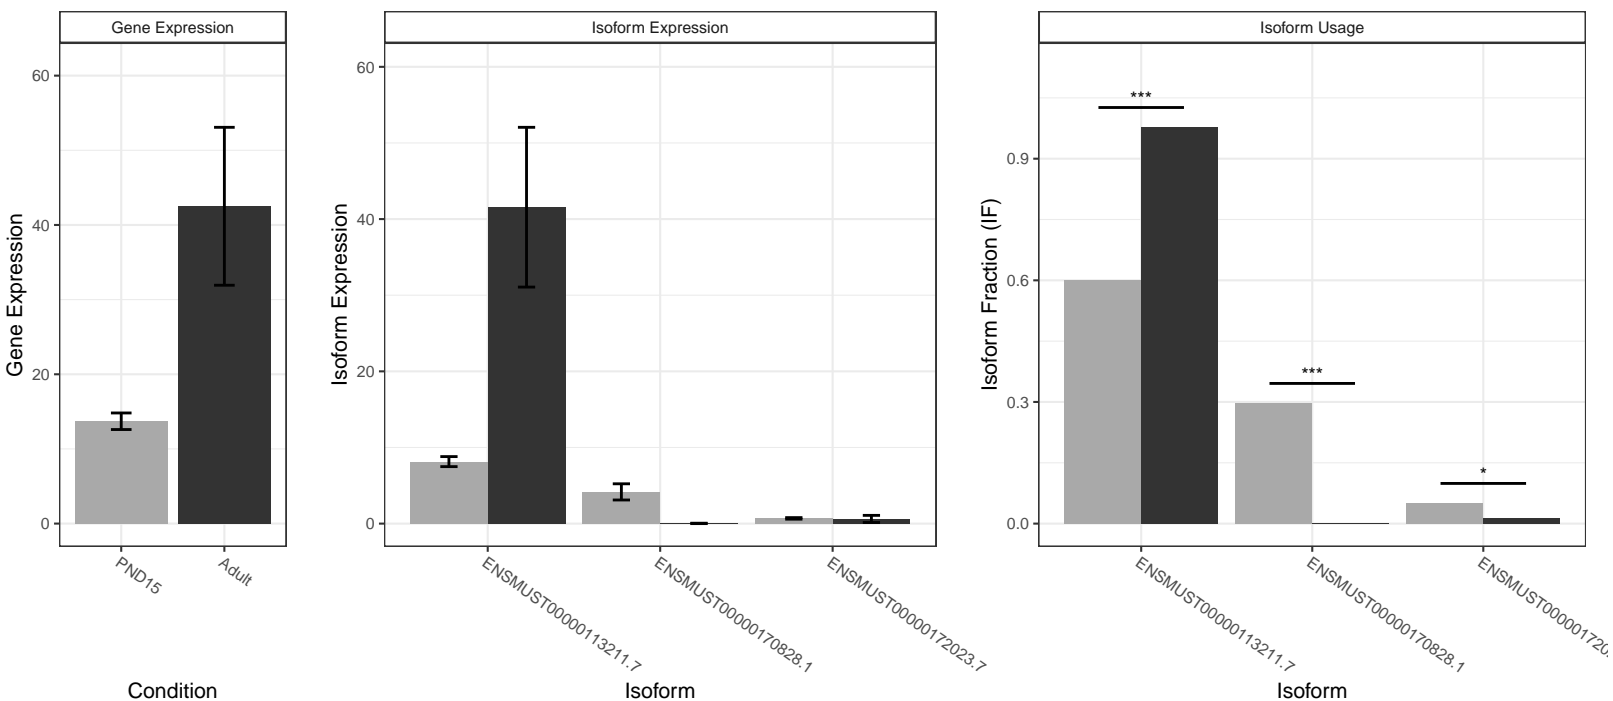 Gene Expression
Isoform Expression
Isoform Usage
Gene Expression
60
40
20
0
PND15
Adult
Condition
Isoform Expression
60
40
20
0
ENSMUST00000113211.7
ENSMUST00000170828.1
ENSMUST00000172023.7
Isoform
Isoform Fraction (IF)
0.9
0.6
0.3
0.0
***
***
*
ENSMUST00000113211.7
ENSMUST00000170828.1
ENSMUST0000017202
Isoform